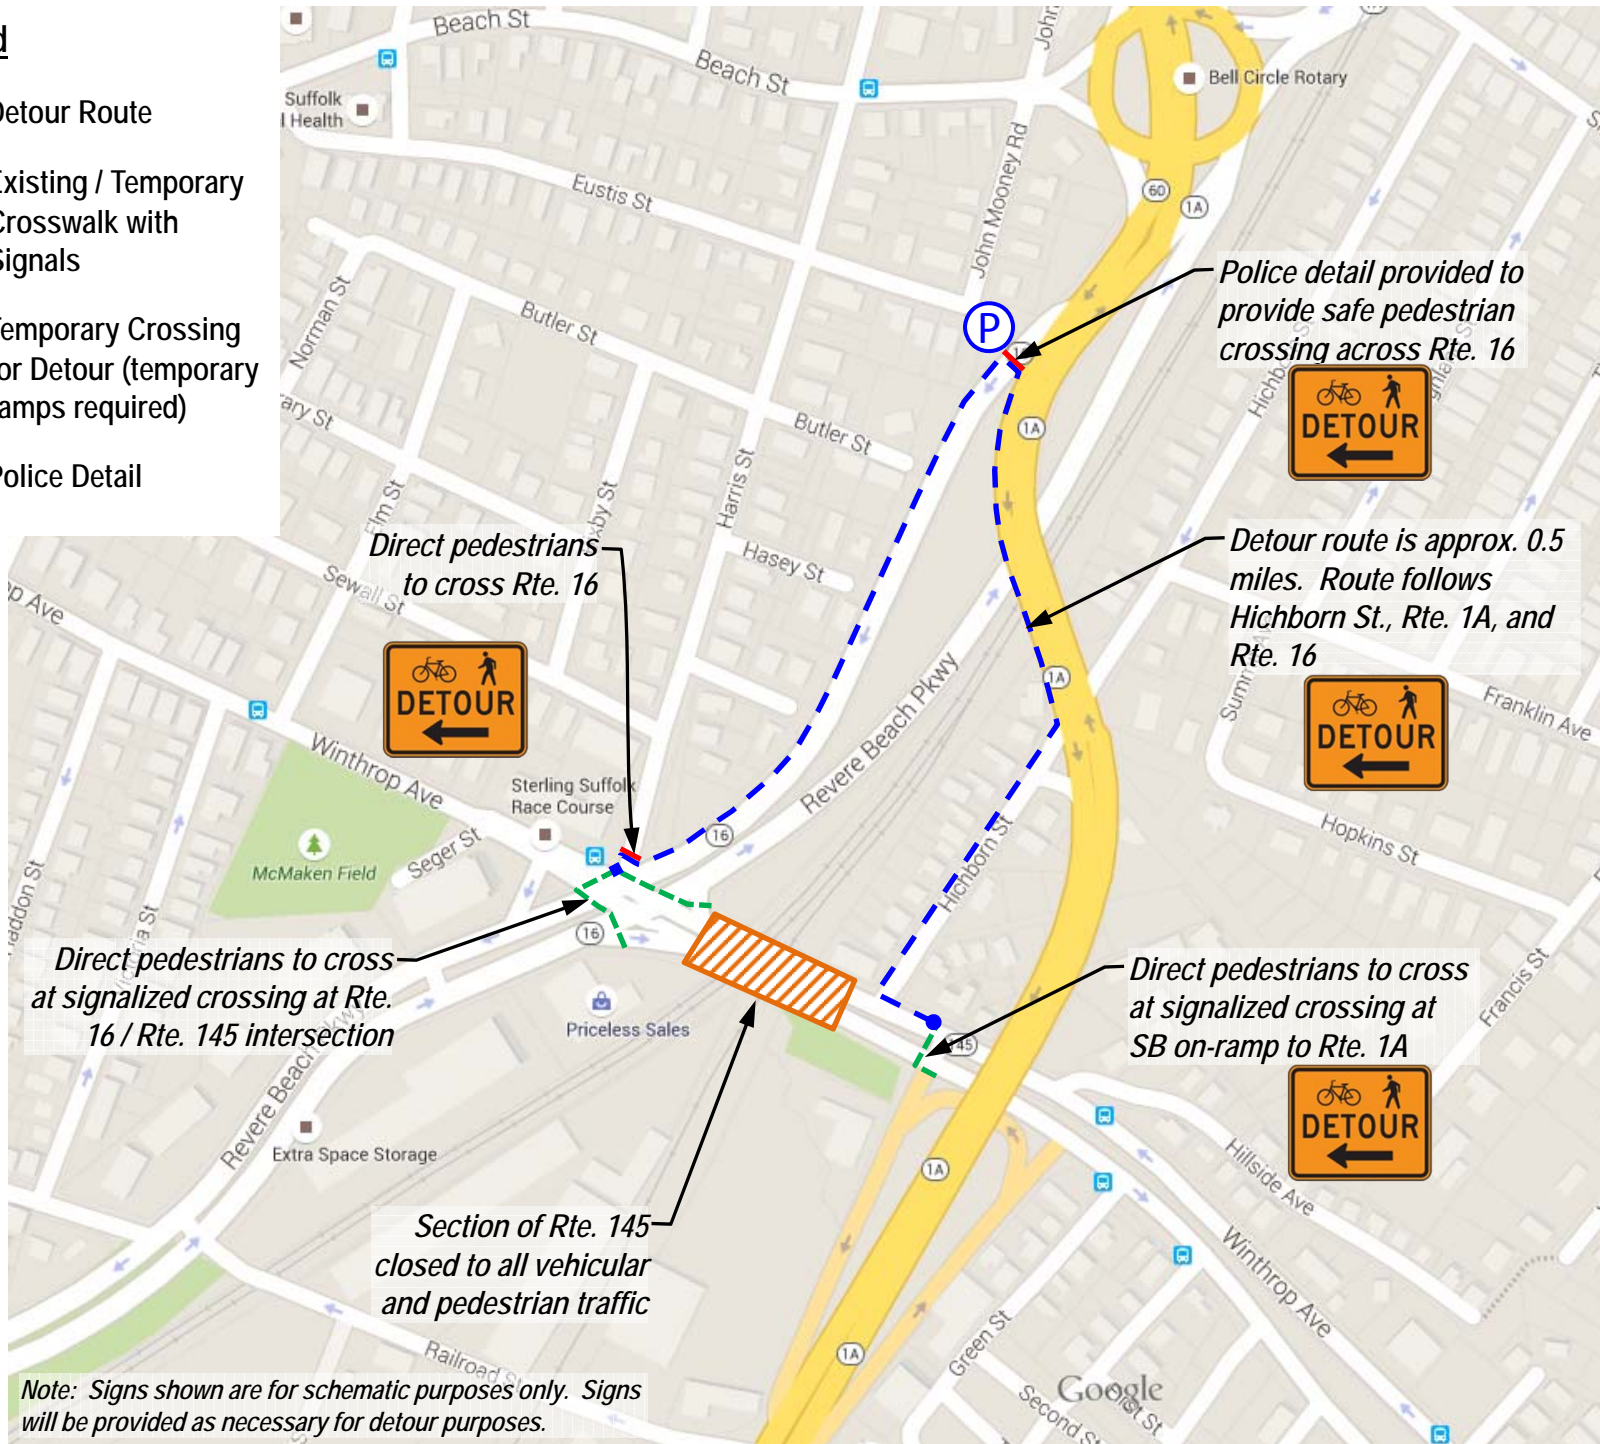 Detour Route
Existing / Temporary
Crosswalk with
Signals
Temporary Crossing
for Detour (temporary
ramps required)
Police Detail
Beach St
Beach St
Bell Circle Rotary
Suffolk
Health
Eustis St
John Mooney Rd
60
1A
Norman St
Butler St
P
Police detail provided to
provide safe pedestrian
crossing across Rte. 16
DETOUR
1A
Butler St
Harris St
Elm St
Hasey St
Sewall St
Direct pedestrians
to cross Rte. 16
Detour route is approx. 0.5
miles. Route follows
Hichborn St., Rte. 1A, and
Rte. 16
DETOUR
1A
Revere Beach Pkwy
Franklin Ave
DETOUR
Winthrop Ave
Sterling Suffolk
Race Course
16
Seger St
McMaken Field
Hopkins St
Hichborn St
16
Direct pedestrians to cross
at signalized crossing at Rte.
16 / Rte. 145 intersection
Priceless Sales
Direct pedestrians to cross
at signalized crossing at
SB on-ramp to Rte. 1A
Francis St
145
DETOUR
Revere Beach
Extra Space Storage
1A
Hillside Ave
Section of Rte. 145
closed to all vehicular
and pedestrian traffic
Winthrop Ave
1A
Green St
Railroad
Second St
Google
Note: Signs shown are for schematic purposes only. Signs
will be provided as necessary for detour purposes.